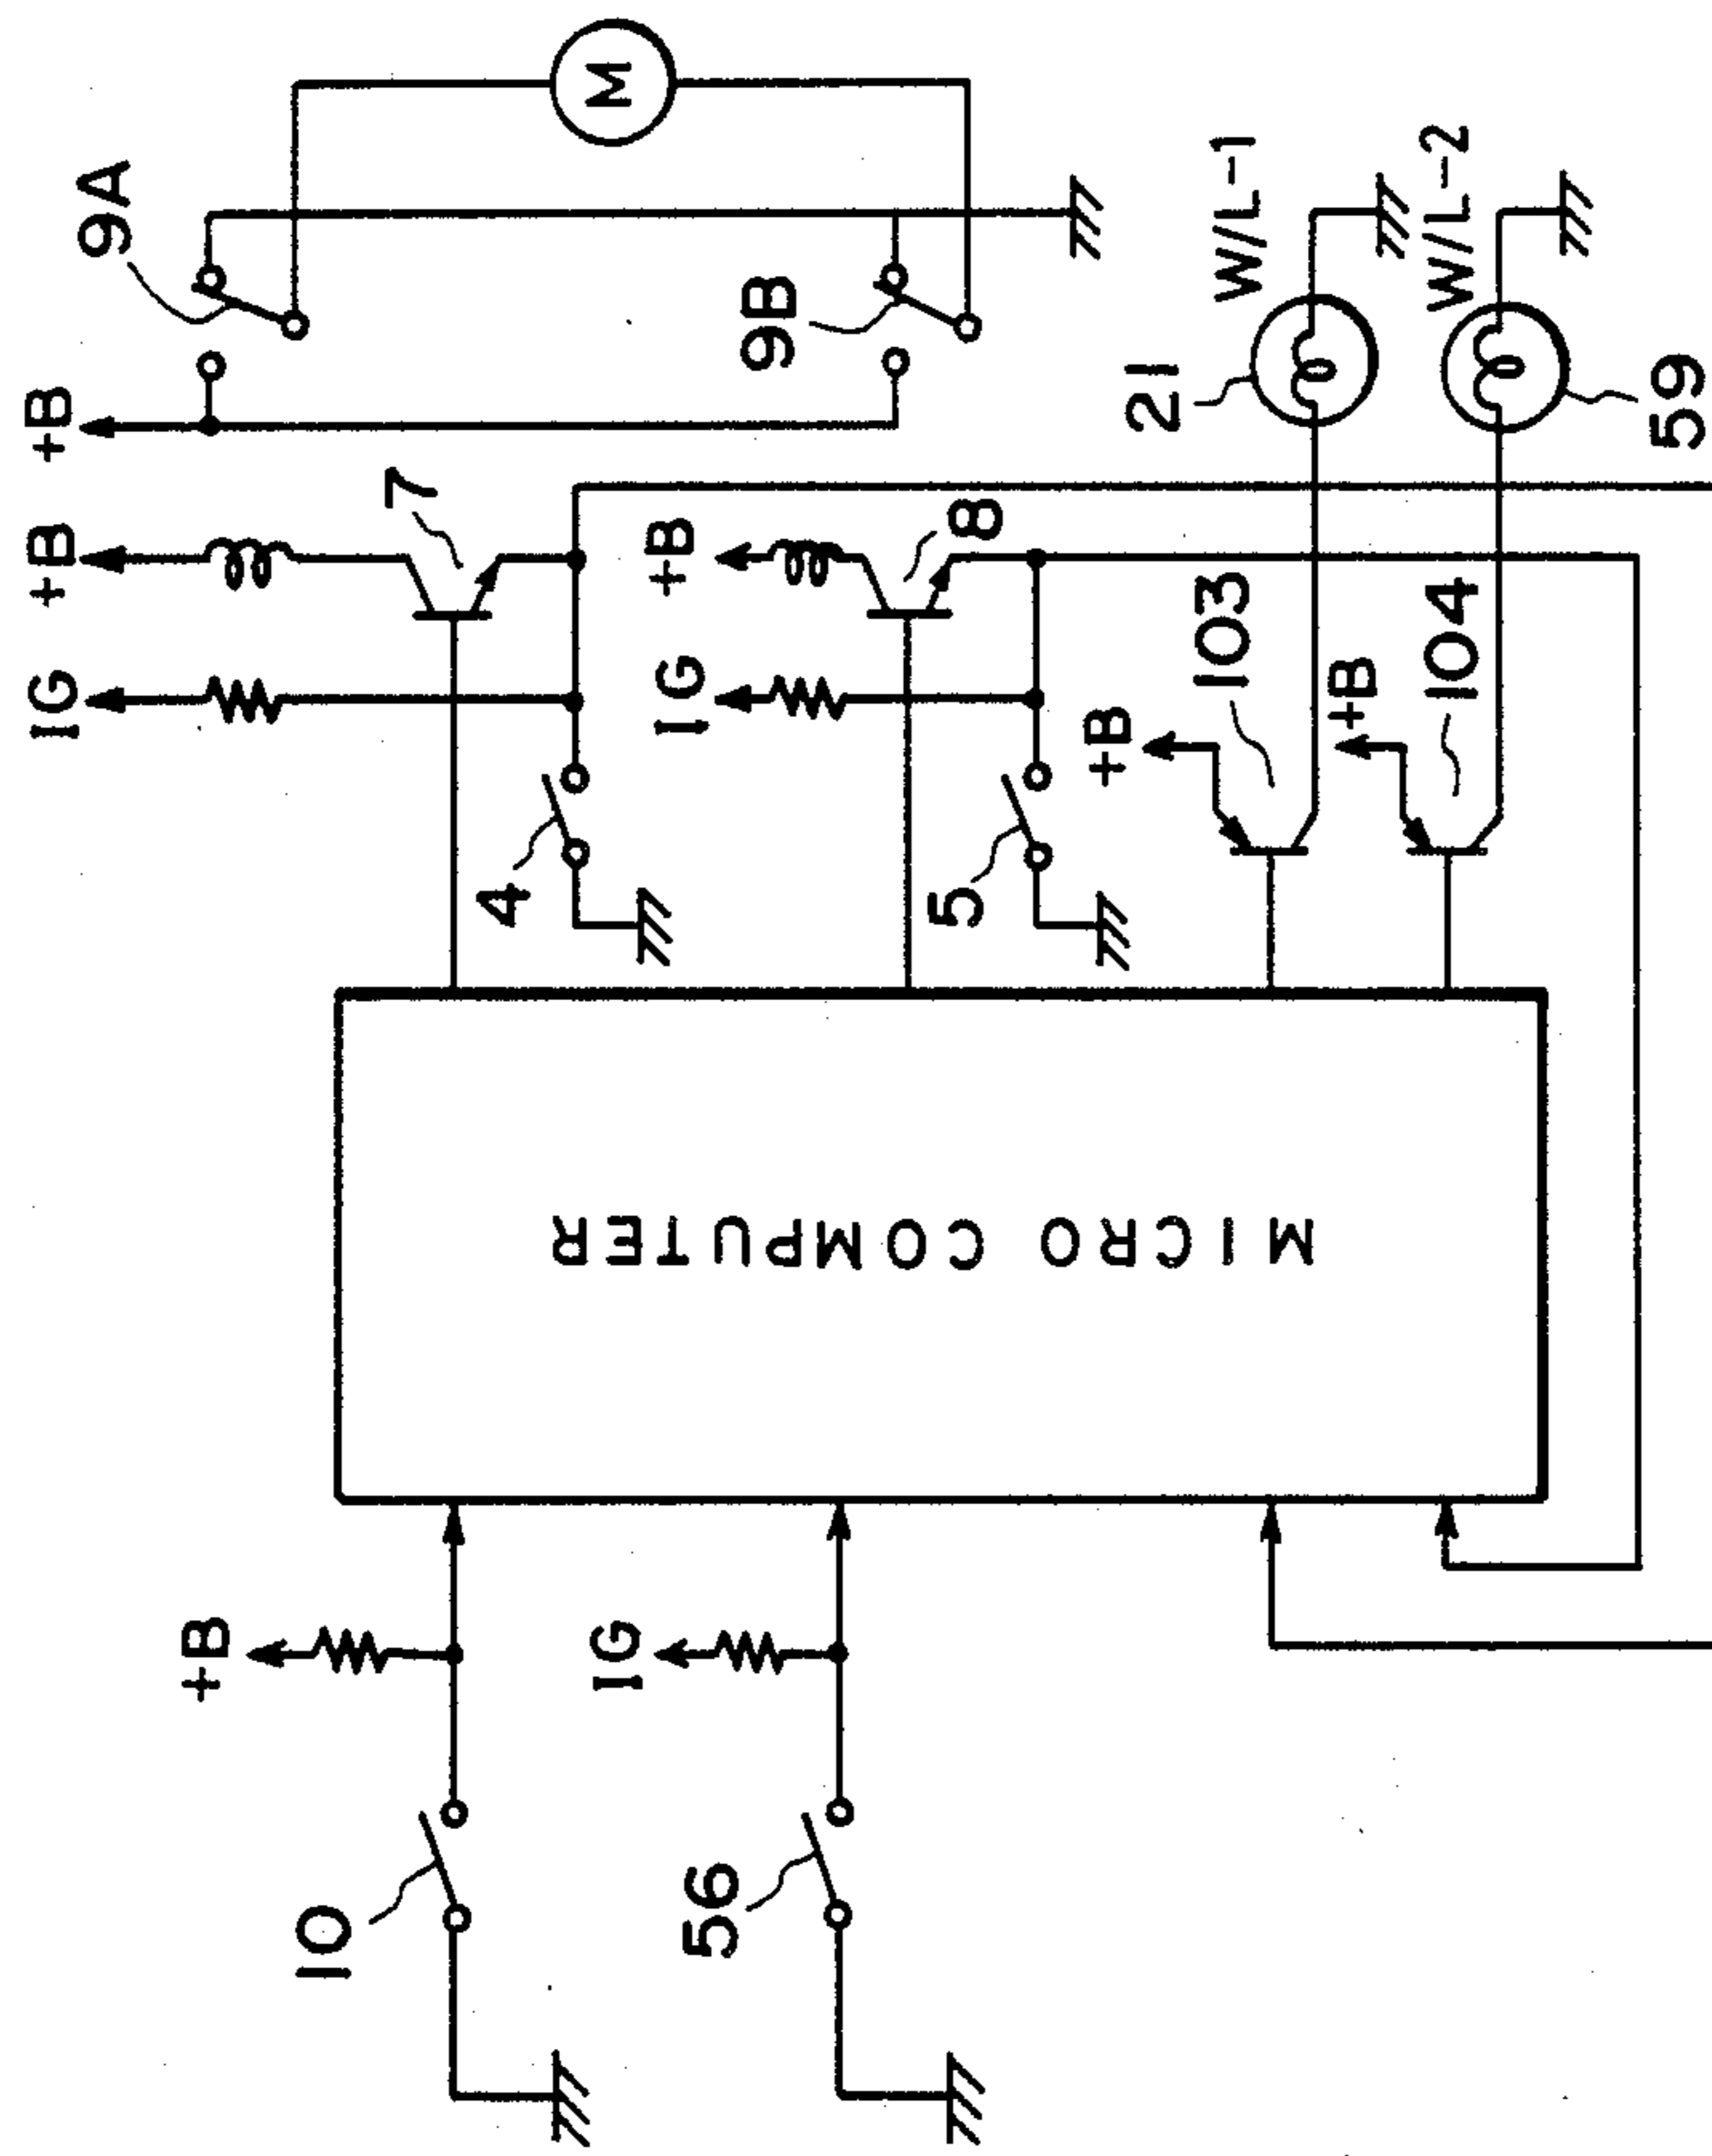 IG
+B
+B
9A
+B
10
7
4
M
IG
IG
+B
56
9B
MICRO COMPUTER
5
8
+B
21
103
W/L-1
+B
104
W/L-2
59